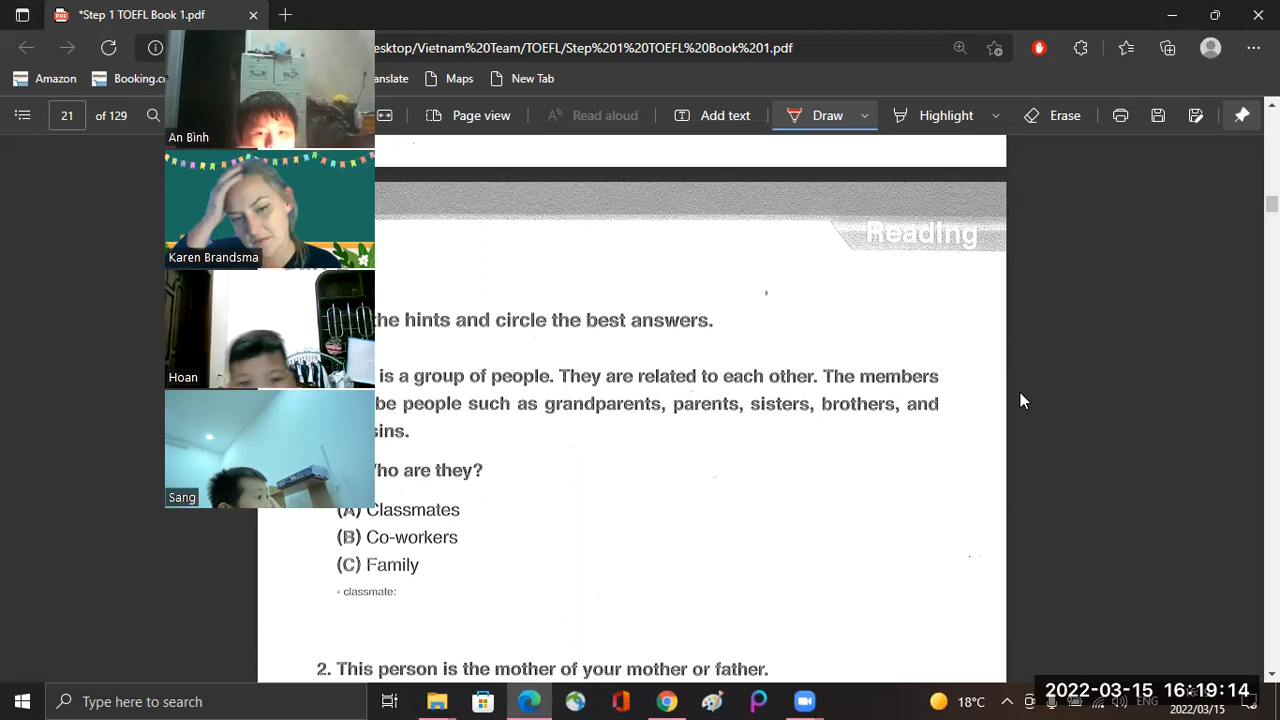 *Step 1 TOEFL Book 1.pdf
esktop/Vietnam%20Team/TOEFL/Step%201%20TOEFL%20Book%201.pdf
Amazon
Booking.co
Translate
Maps
New Tab
21
of 129
Page view
Read aloud
Draw
Highlight
Erase
An Bình
Karen Brandsma
Hoan
Sang
Reading
the hints and circle the best answers.
is a group of people. They are related to each other. The members
be people such as grandparents, parents, sisters, brothers, and
sins.
Who are they?
(A) Classmates
(B) Co-workers
(C) Family
• classmate:
2. This person is the mother of your mother or father.
Type here to search
18°C
ENG
2022-03-15 16:19:14
2022/03/15